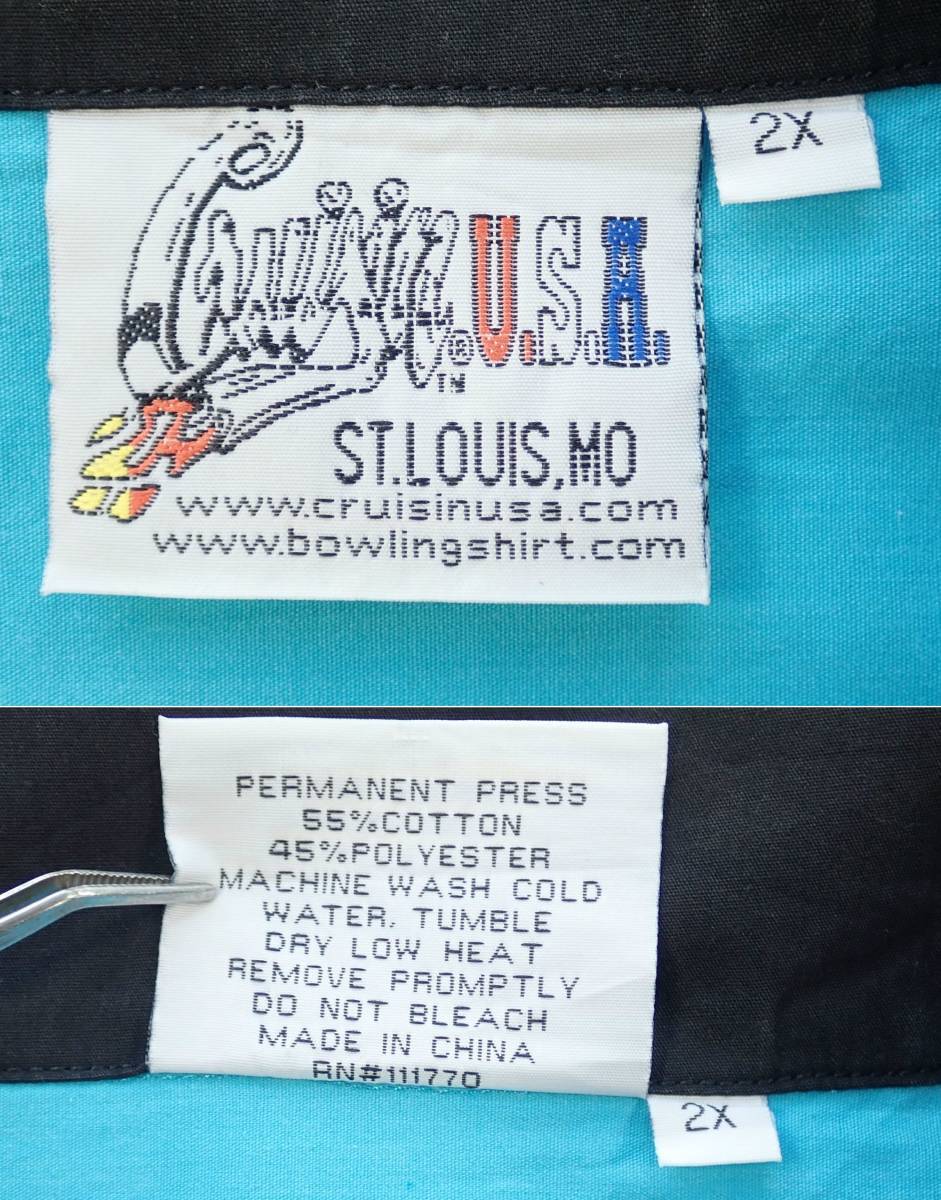 Cruisin' U.S.A.
®
TM
2X
ST.LOUIS,MO
www.cruisinusa.com
www.bowlingshirt.com
PERMANENT PRESS
55%COTTON
45%POLYESTER
MACHINE WASH COLD
WATER, TUMBLE
DRY LOW HEAT
REMOVE PROMPTLY
DO NOT BLEACH
MADE IN CHINA
RN#111770
2X